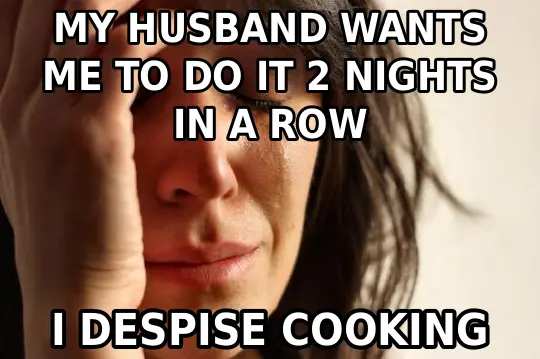 MY HUSBAND WANTS
ME TO DO IT 2 NIGHTS
IN A ROW
I DESPISE COOKING